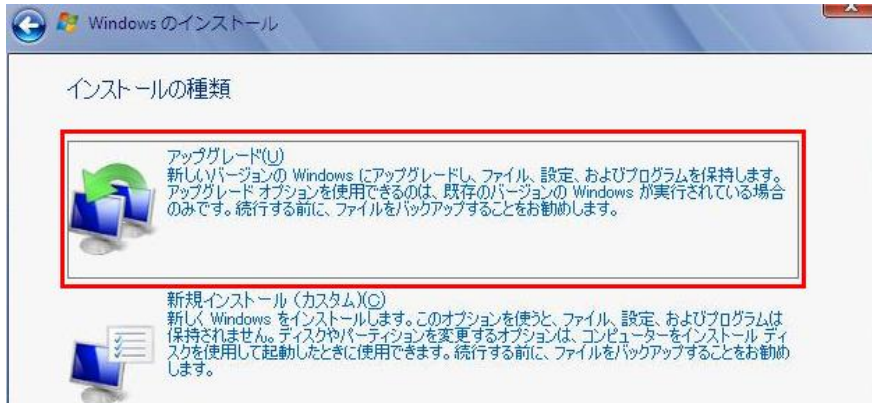 Windows のインストール
インストールの種類
アップグレード(U)
新しいバージョンの Windows にアップグレードし、ファイル、設定、およびプログラムを保持します。
アップグレード オプションを使用できるのは、既存のバージョンの Windows が実行されている場合
のみです。続行する前に、ファイルをバックアップすることをお勧めします。
新規インストール (カスタム)(C)
新しく Windows をインストールします。このオプションを使うと、ファイル、設定、およびプログラムは
保持されません。ディスクやパーティションを変更するオプションは、コンピューターをインストール ディ
スクを使用して起動したときに使用できます。続行する前に、ファイルをバックアップすることをお勧め
します。